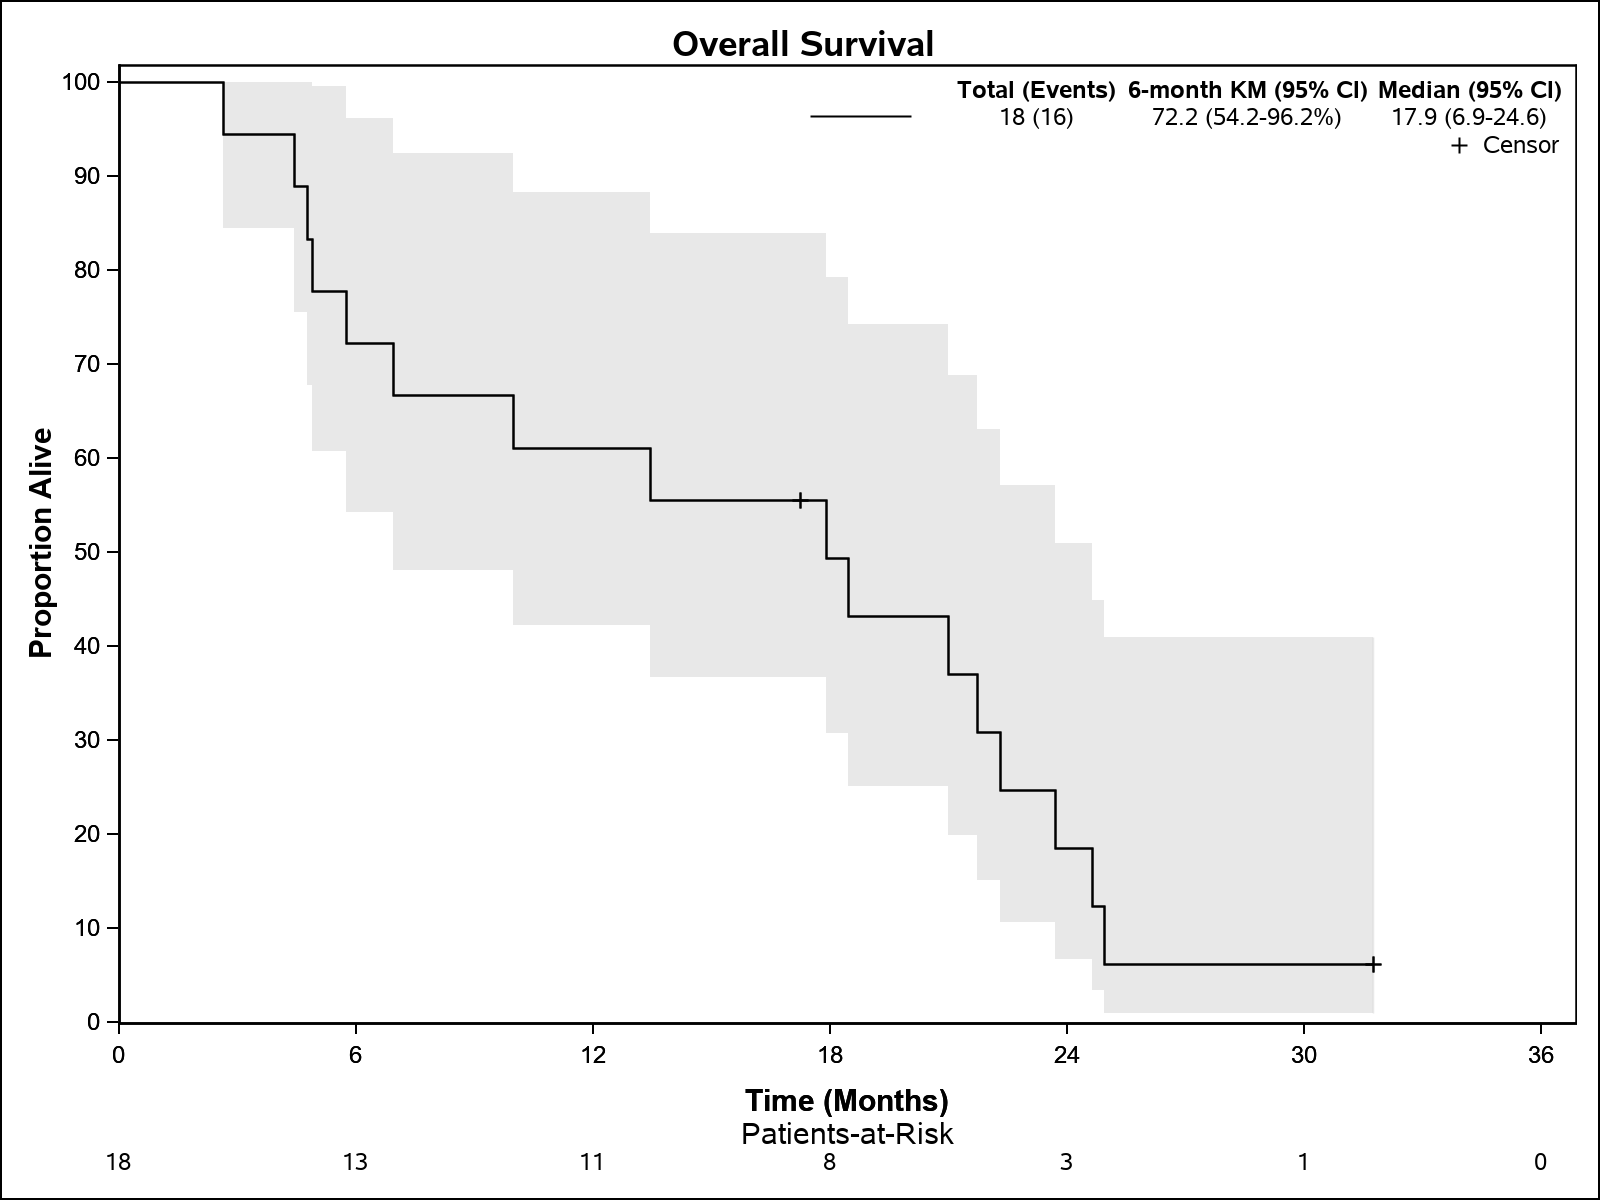 Overall Survival
Total (Events) 6-month KM (95% CI) Median (95% CI)
18 (16) 72.2 (54.2-96.2%) 17.9 (6.9-24.6)
+ Censor
100
90
80
70
60
50
40
30
20
10
0
Proportion Alive
0 6 12 18 24 30 36
Time (Months)
Patients-at-Risk
18 13 11 8 3 1 0